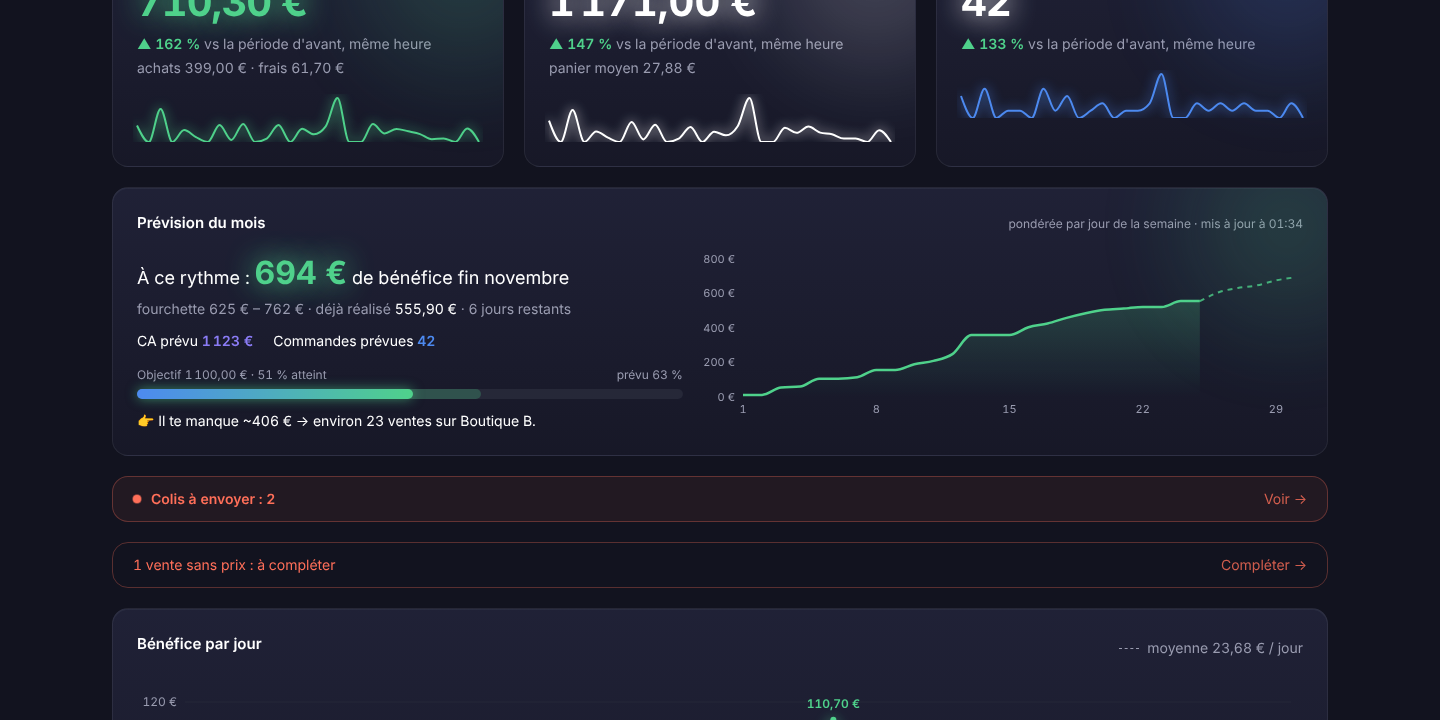 710,30 €
1 171,00 €
42
▲ 162 % vs la période d'avant, même heure
▲ 147 % vs la période d'avant, même heure
▲ 133 % vs la période d'avant, même heure
achats 399,00 € · frais 61,70 €
panier moyen 27,88 €
Prévision du mois
pondérée par jour de la semaine · mis à jour à 01:34
À ce rythme : 694 € de bénéfice fin novembre
fourchette 625 € – 762 € · déjà réalisé 555,90 € · 6 jours restants
CA prévu 1 123 € Commandes prévues 42
Objectif 1 100,00 € · 51 % atteint
prévu 63 %
👉 Il te manque ~406 € → environ 23 ventes sur Boutique B.
800 €
600 €
400 €
200 €
0 €
1 8 15 22 29
Colis à envoyer : 2
Voir →
1 vente sans prix : à compléter
Compléter →
Bénéfice par jour
---- moyenne 23,68 € / jour
120 €
110,70 €